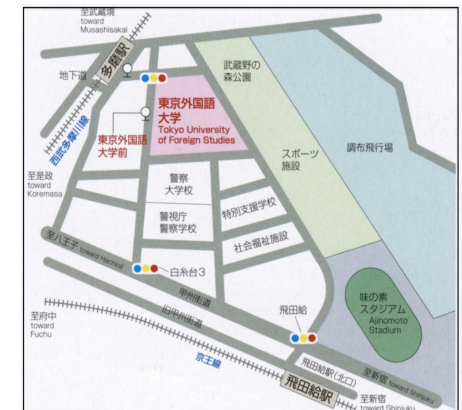 至武蔵境
toward
Musashisakai
多磨駅
地下道
武蔵野の
森公園
東京外国語
大学
Tokyo University
of Foreign Studies
東京外国語
大学前
西武多摩川線
調布飛行場
スポーツ
施設
至是政
toward
Koremasa
警察
大学校
特別支援学校
警視庁
警察学校
社会福祉施設
至八王子 toward Hachioji
白糸台3
甲州街道
旧甲州街道
味の素
スタジアム
Ajinomoto
Stadium
飛田給
至府中
toward
Fuchu
京王線
飛田給駅(北口)
至新宿 toward Shinjuku
飛田給駅
至新宿
toward Shinjuku